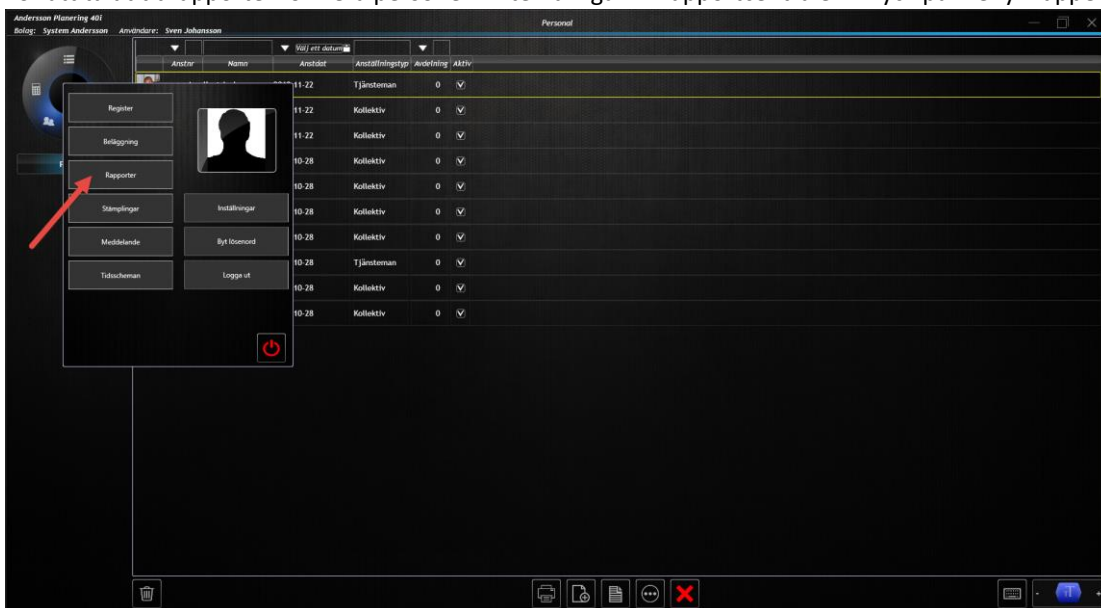 Andersson Planering 40i
Personal
Bolag: System Andersson Användare: Sven Johansson
Välj ett datum
Anstnr Namn Anstdat Anställningstyp Avdelning Aktiv
11-22 Tjänsteman 0
11-22 Kollektiv 0
11-22 Kollektiv 0
10-28 Kollektiv 0
10-28 Kollektiv 0
10-28 Kollektiv 0
10-28 Kollektiv 0
10-28 Tjänsteman 0
10-28 Kollektiv 0
10-28 Kollektiv 0
Register
Beläggning
Rapporter
Stämplingar
Inställningar
Meddelande
Byt lösenord
Tidsscheman
Logga ut
- +